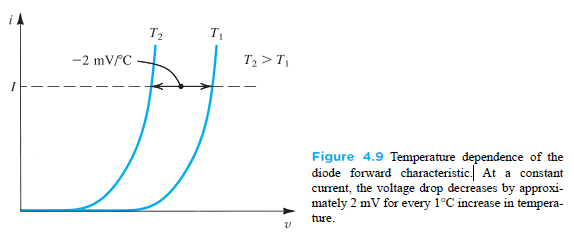 i
T₂
T₁
−2 mV/°C
T₂ > T₁
I
v
Figure 4.9 Temperature dependence of the
diode forward characteristic. At a constant
current, the voltage drop decreases by approxi-
mately 2 mV for every 1°C increase in tempera-
ture.